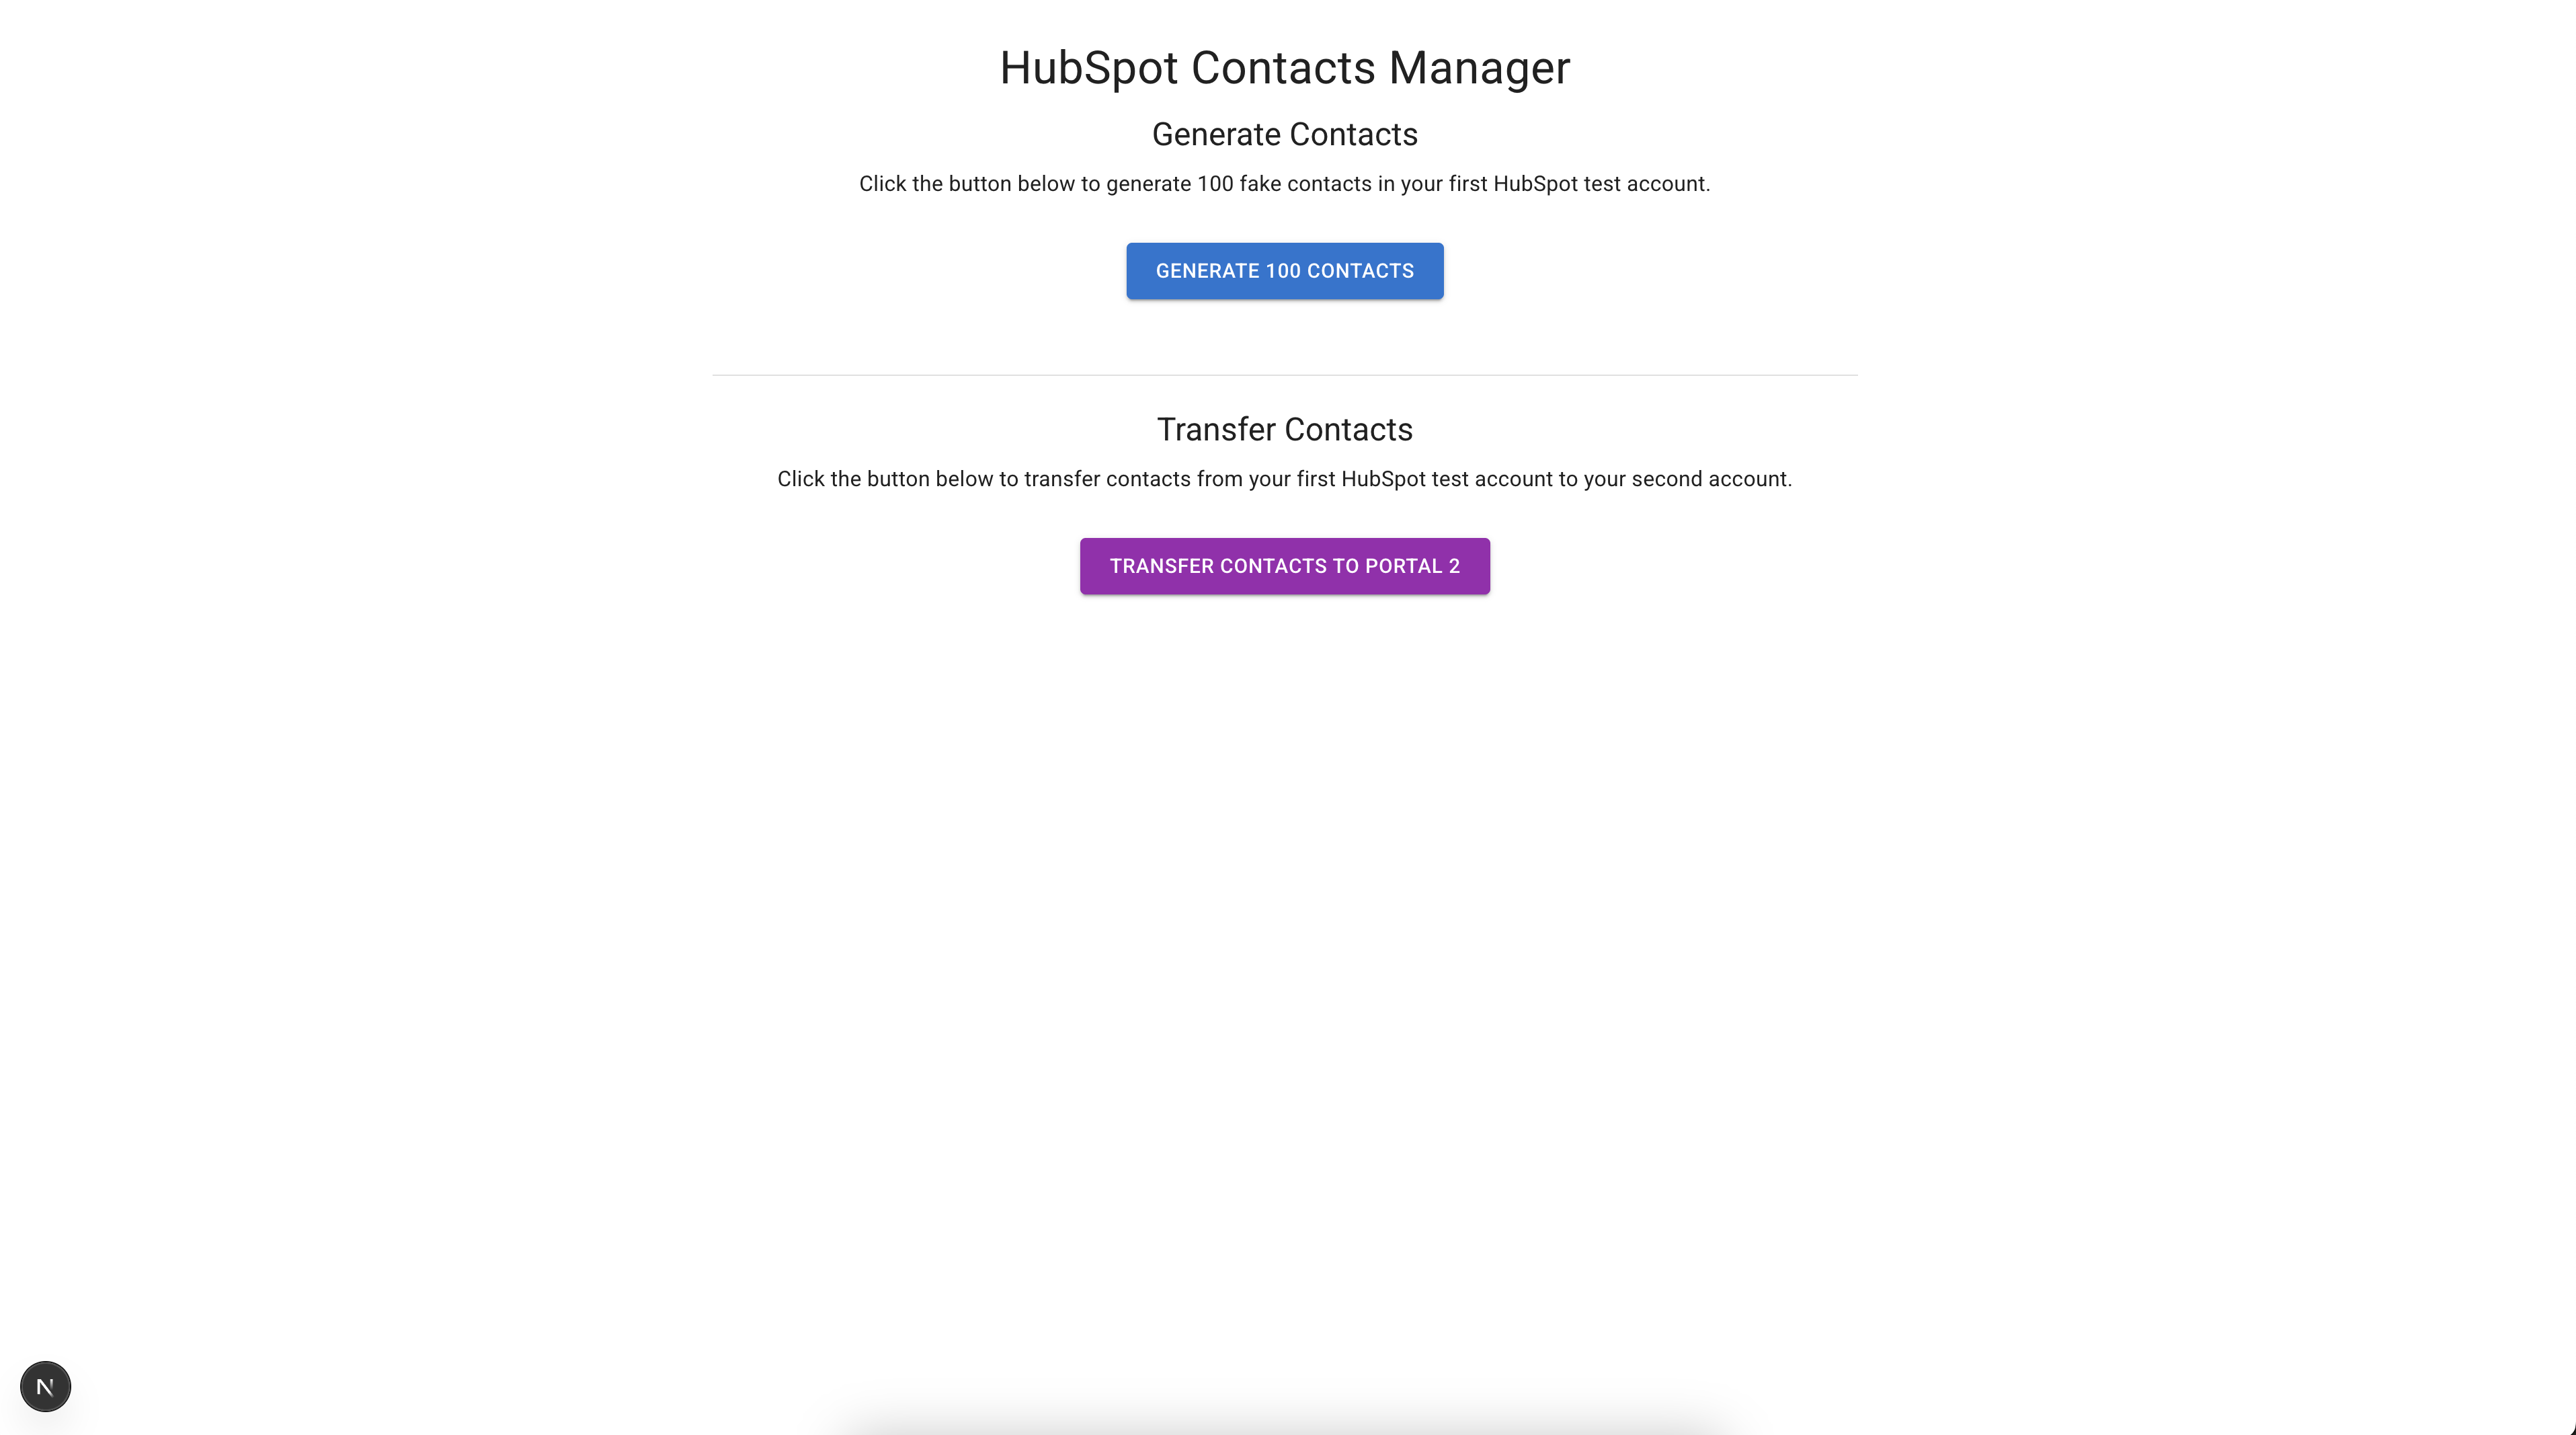 HubSpot Contacts Manager
Generate Contacts
Click the button below to generate 100 fake contacts in your first HubSpot test account.
GENERATE 100 CONTACTS
Transfer Contacts
Click the button below to transfer contacts from your first HubSpot test account to your second account.
TRANSFER CONTACTS TO PORTAL 2
N